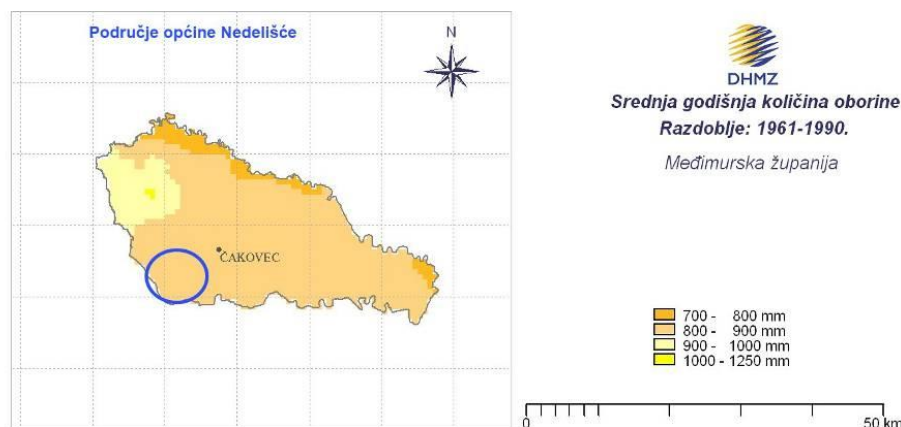 Područje općine Nedelišće
N
ČAKOVEC
DHMZ
Srednja godišnja količina oborine
Razdoblje: 1961-1990.
Međimurska županija
700 - 800 mm
800 - 900 mm
900 - 1000 mm
1000 - 1250 mm
0 50 km